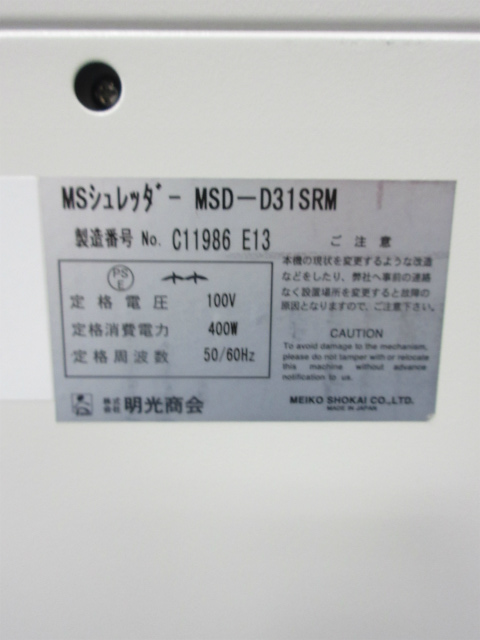 MSシュレッダー MSD-D31SRM
製造番号 No. C11986 E13
PS
E
定格電圧 100V
定格消費電力 400W
定格周波数 50/60Hz
株式
会社 明光商会
ご注意
本機の現状を変更するような改造
などをしたり、弊社へ事前の連絡
なく設置場所を変更すると故障の
原因となりますので、ご注意下さい。
CAUTION
To avoid damage to the mechanism,
please do not tamper with or relocate
this machine without advance
notification to us.
MEIKO SHOKAI CO.,LTD.
MADE IN JAPAN